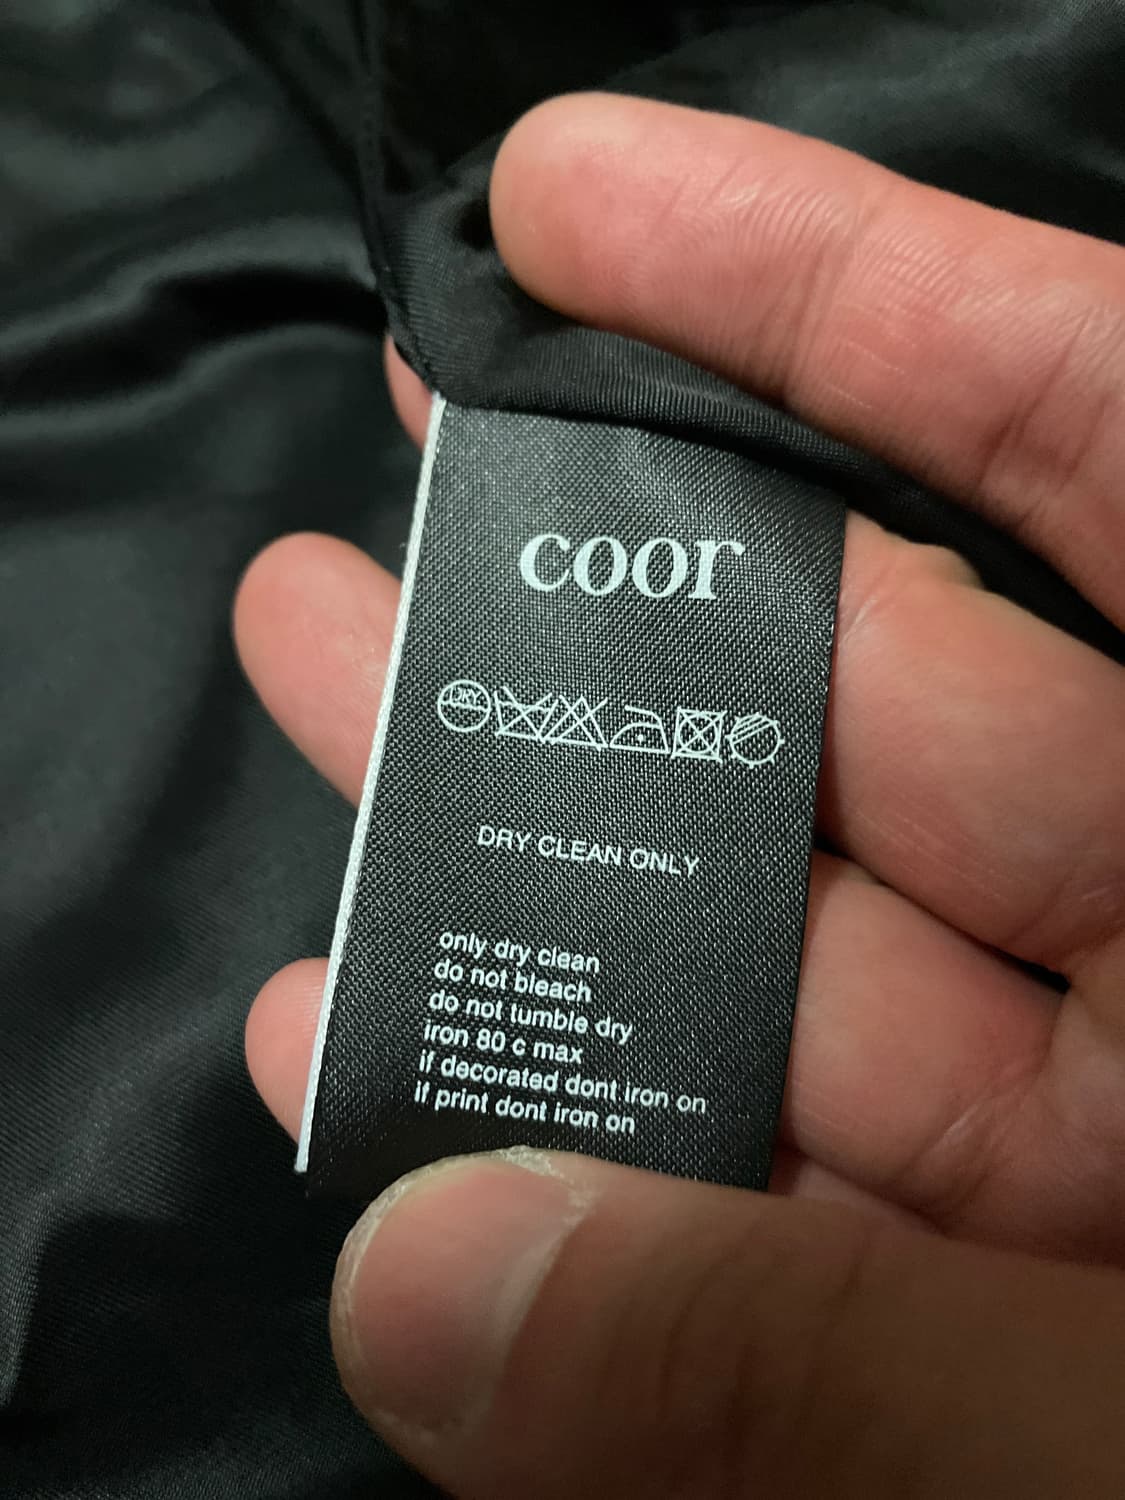 coor
DRY
DRY CLEAN ONLY
only dry clean
do not bleach
do not tumble dry
iron 80 c max
if decorated dont iron on
if print dont iron on